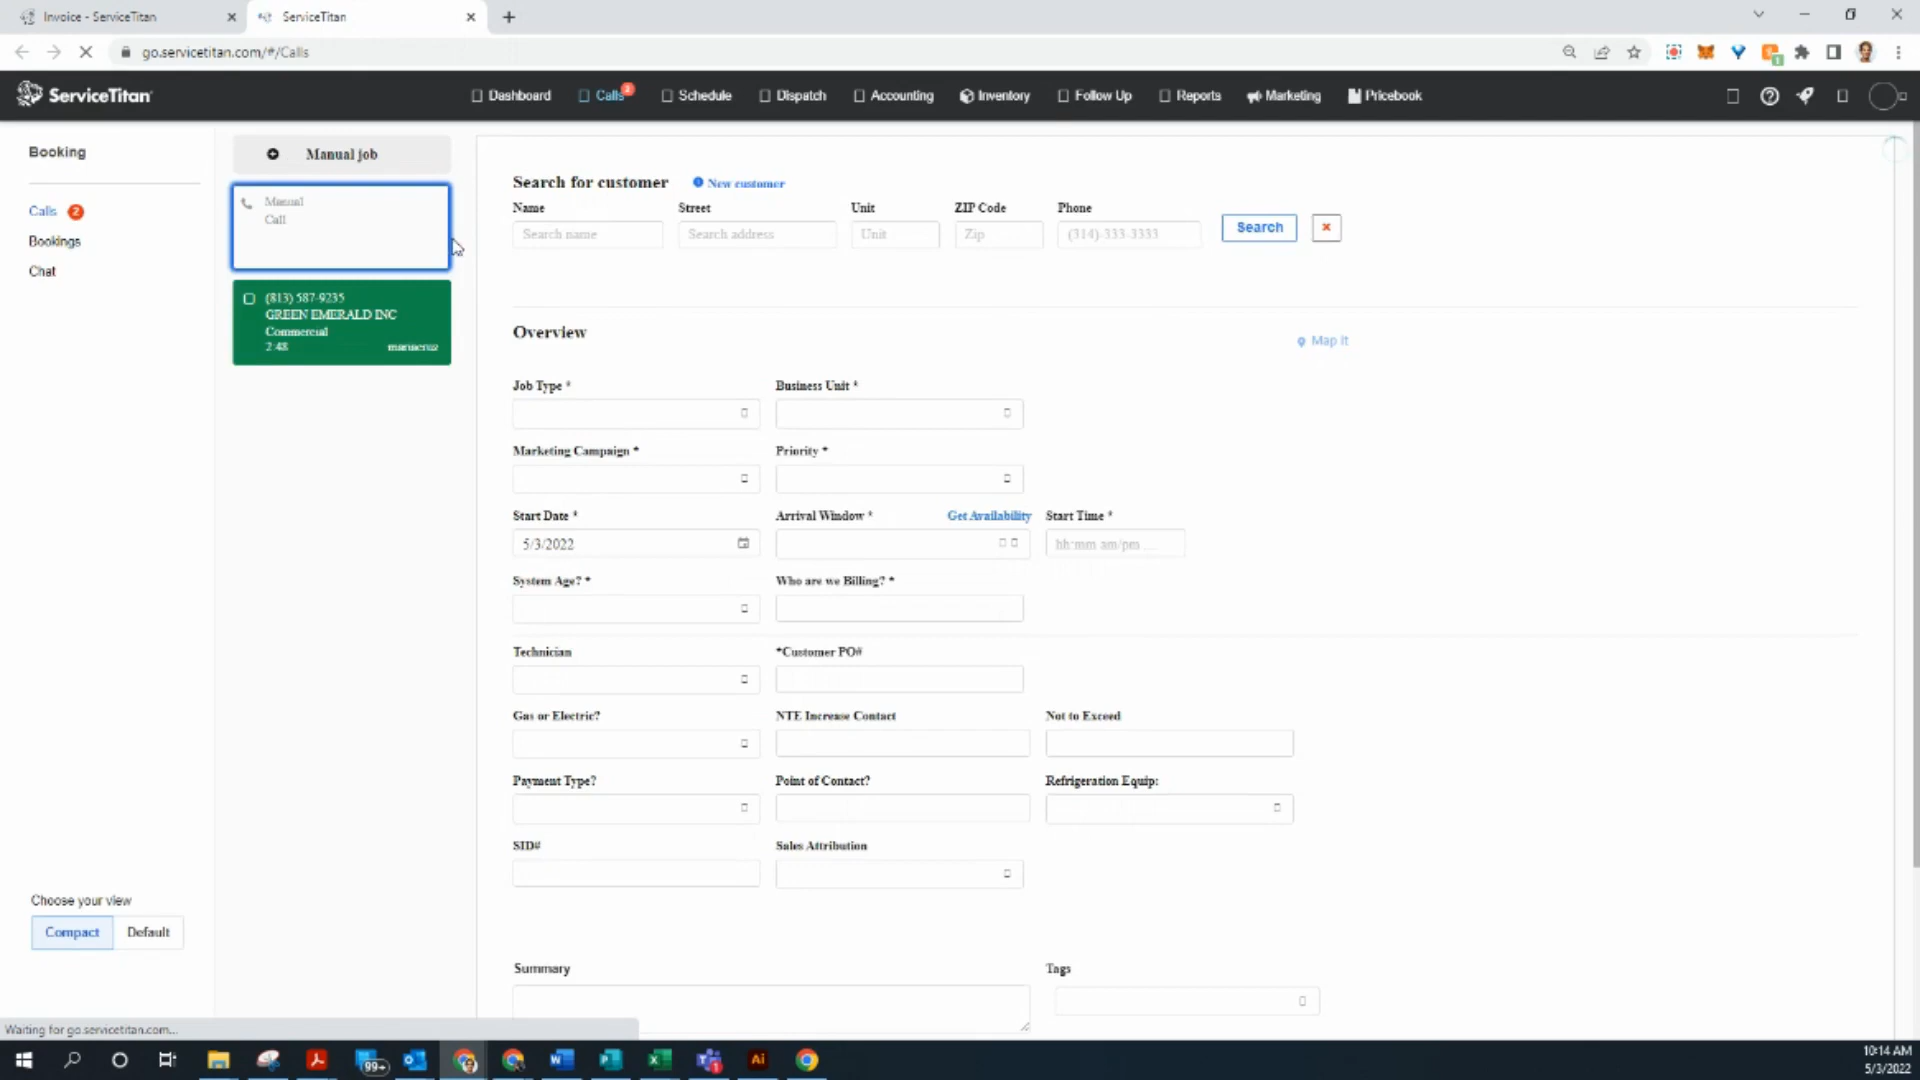 Invoice - ServiceTitan
ServiceTitan
go.servicetitan.com/#/Calls
ServiceTitan
Dashboard
Calls
Schedule
Dispatch
Accounting
Inventory
Follow Up
Reports
Marketing
Pricebook
Booking
Calls 2
Bookings
Chat
Manual job
Manual
Call
(813) 587-9235
GREEN EMERALD INC
Commercial
2:48
Search for customer
New customer
Name
Street
Unit
ZIP Code
Phone
Search name
Search address
Unit
Zip
(314)-333-3333
Search
Overview
Map It
Job Type *
Business Unit *
Marketing Campaign *
Priority *
Start Date *
Arrival Window *
Get Availability
Start Time *
5/3/2022
hh:mm am/pm ...
System Age? *
Who are we Billing? *
Technician
*Customer PO#
Gas or Electric?
NTE Increase Contact
Not to Exceed
Payment Type?
Point of Contact?
Refrigeration Equip:
SID#
Sales Attribution
Choose your view
Compact
Default
Summary
Tags
Waiting for go.servicetitan.com...
99+
10:14 AM
5/3/2022